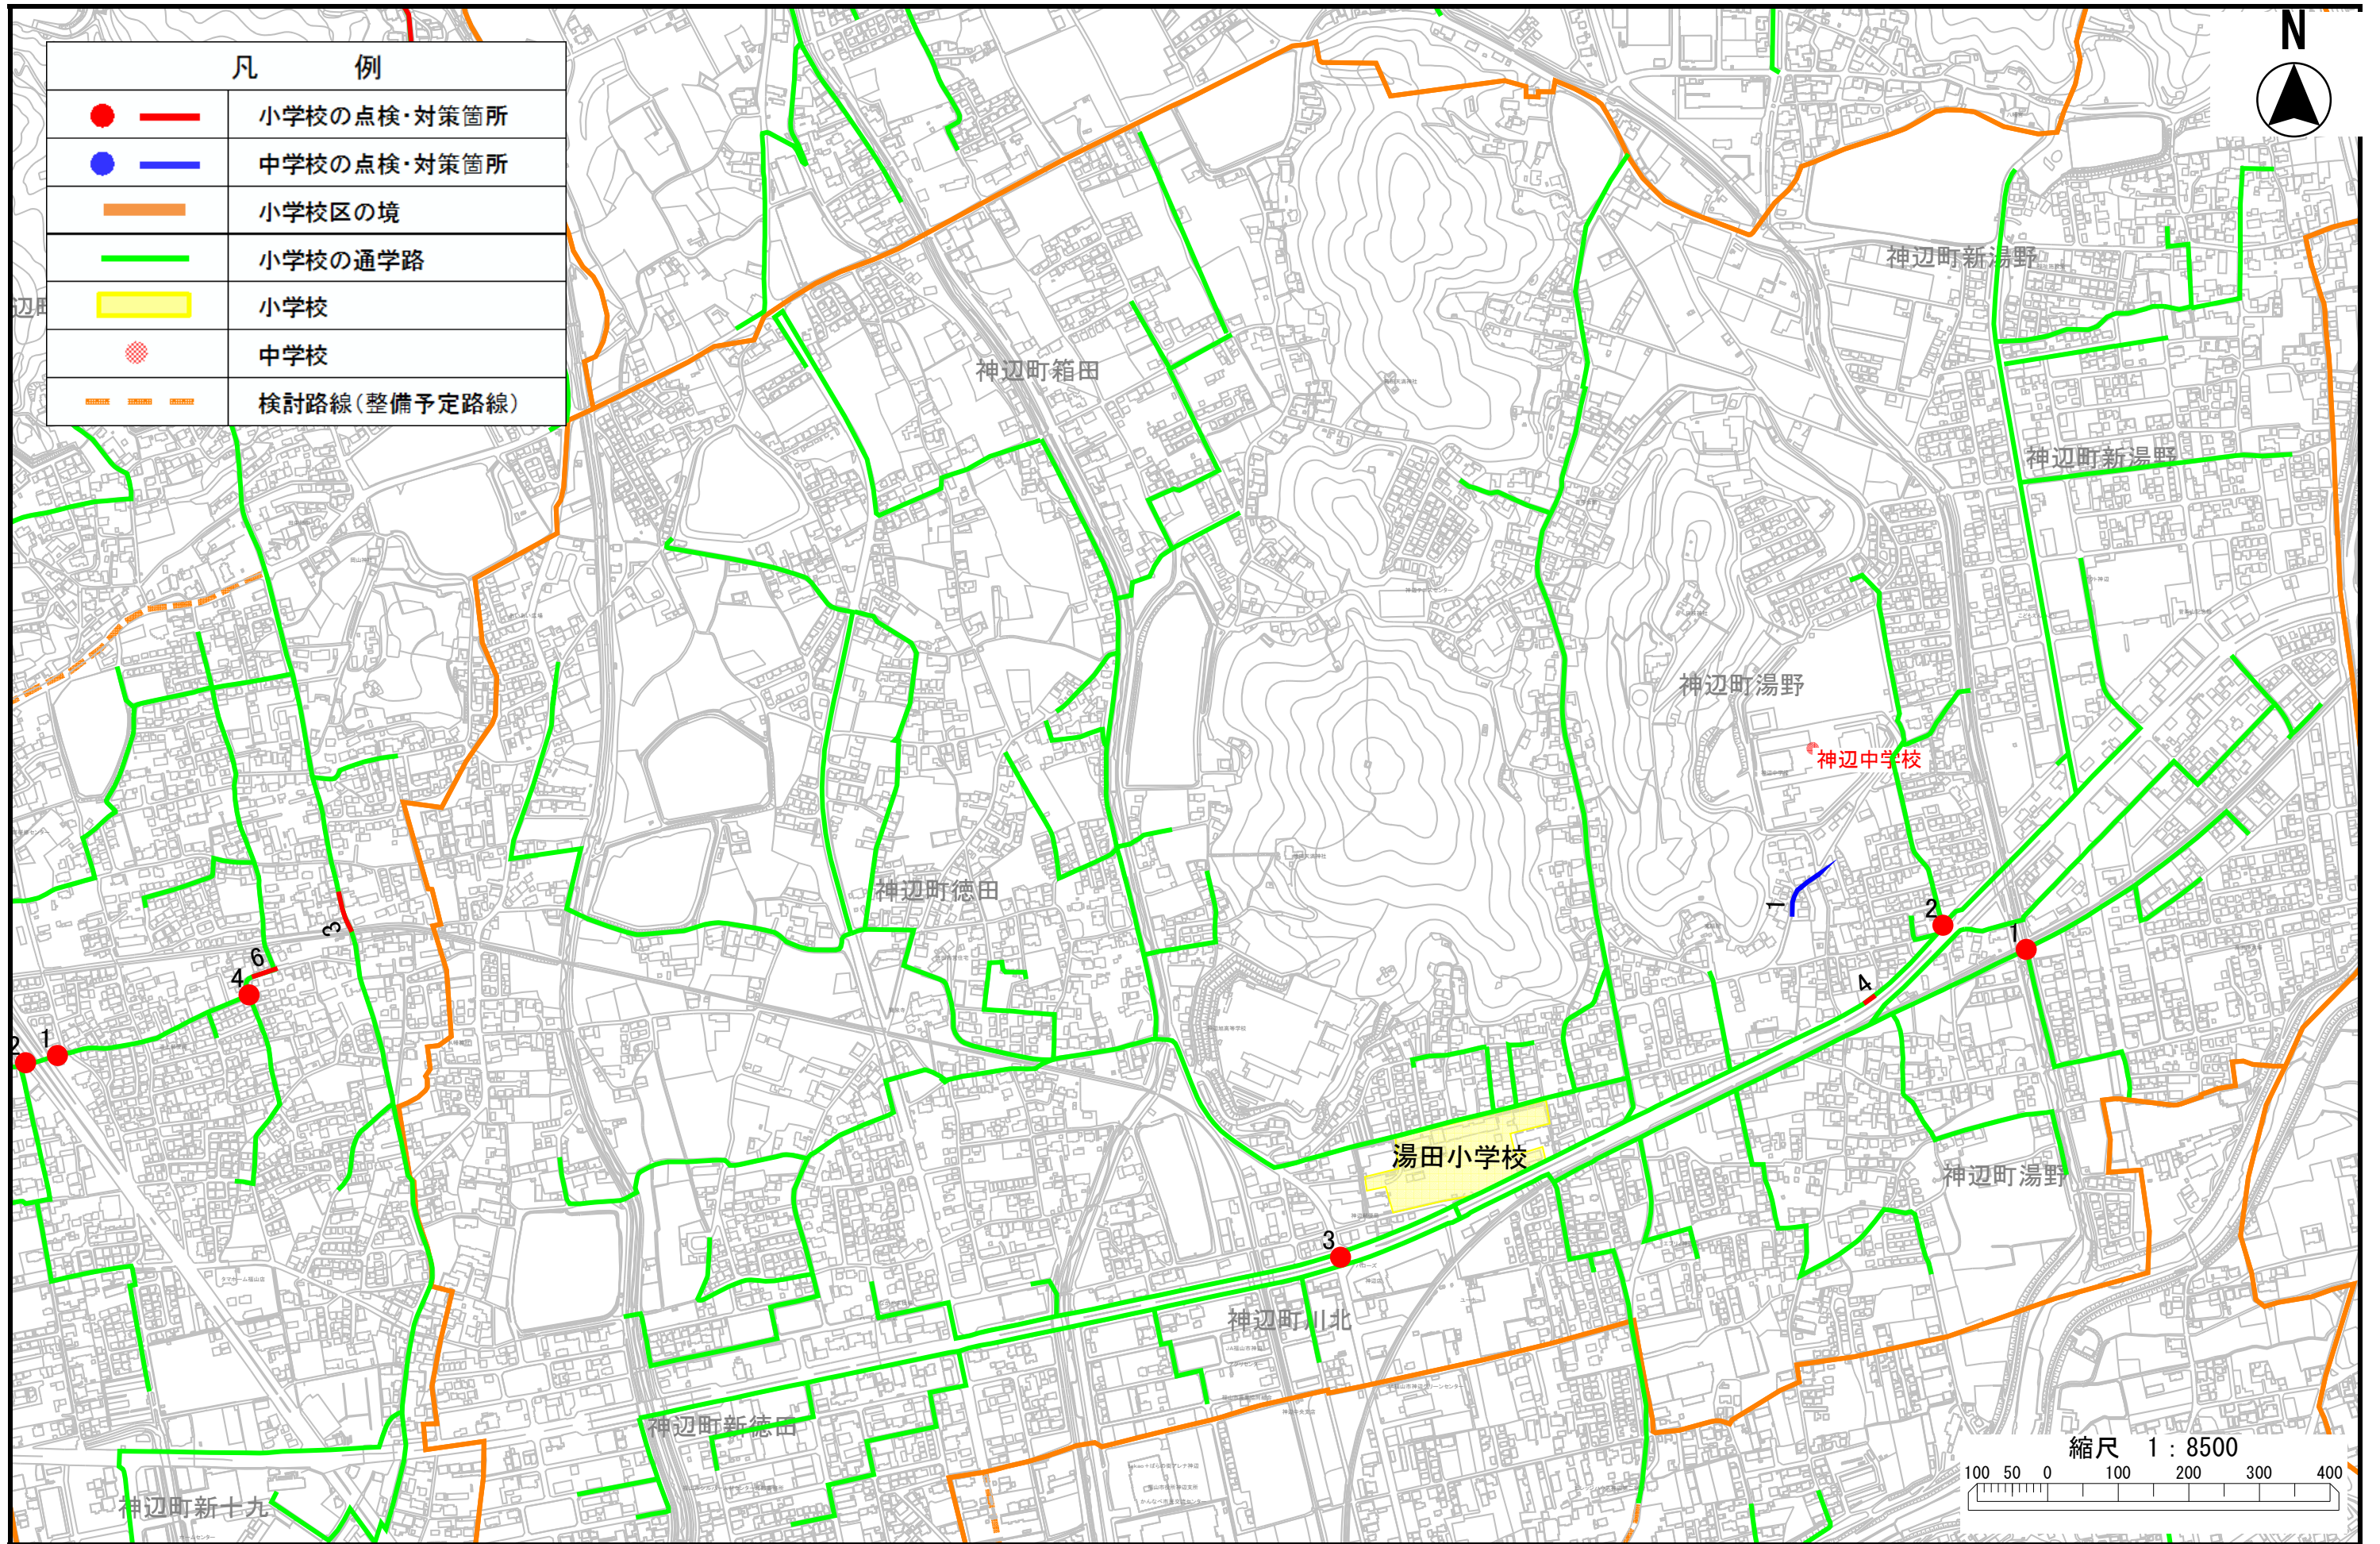 N
凡 例
小学校の点検・対策箇所
中学校の点検・対策箇所
小学校区の境
小学校の通学路
小学校
中学校
検討路線(整備予定路線)
神辺町新湯野
神辺町箱田
神辺町新湯野
神辺町湯野
神辺中学校
神辺町徳田
1
2
1
3
6
4
4
1
2
湯田小学校
神辺町湯野
3
神辺町川北
神辺町新徳田
神辺町新十九
縮尺 1:8500
100 50 0 100 200 300 400